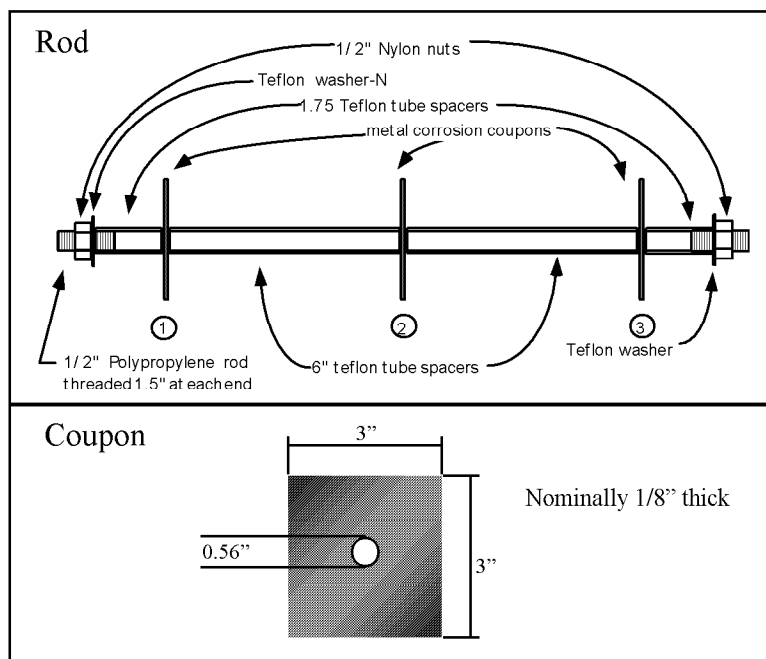 Rod
1/2" Nylon nuts
Teflon washer-N
1.75 Teflon tube spacers
metal corrosion coupons
1
2
3
1/2" Polypropylene rod
threaded 1.5" at each end
6" teflon tube spacers
Teflon washer
Coupon
3”
Nominally 1/8” thick
0.56”
3”